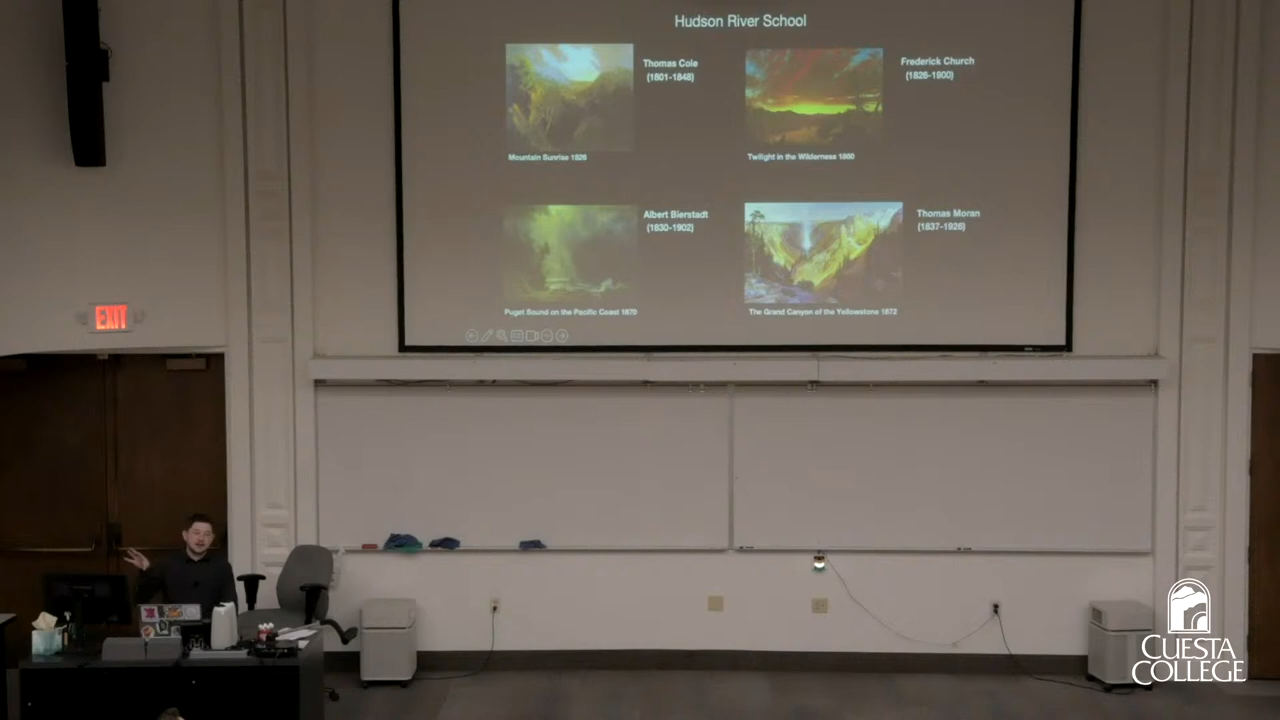 Hudson River School
Thomas Cole
(1801-1848)
Mountain Sunrise 1826
Frederick Church
(1826-1900)
Twilight in the Wilderness 1860
Albert Bierstadt
(1830-1902)
Puget Sound on the Pacific Coast 1870
Thomas Moran
(1837-1926)
The Grand Canyon of the Yellowstone 1872
EXIT
CUESTA
COLLEGE